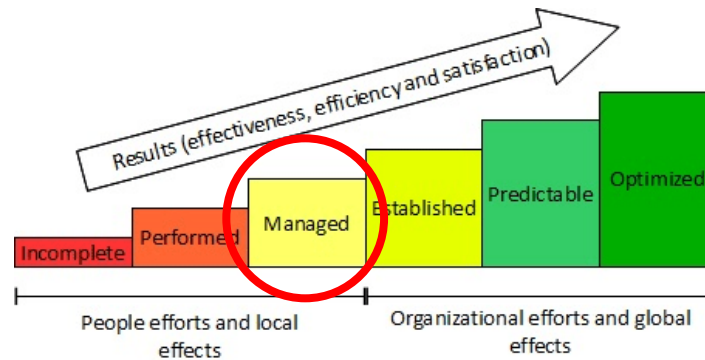 Results (effectiveness, efficiency and satisfaction)
Incomplete
Performed
Managed
Established
Predictable
Optimized
People efforts and local
effects
Organizational efforts and global
effects